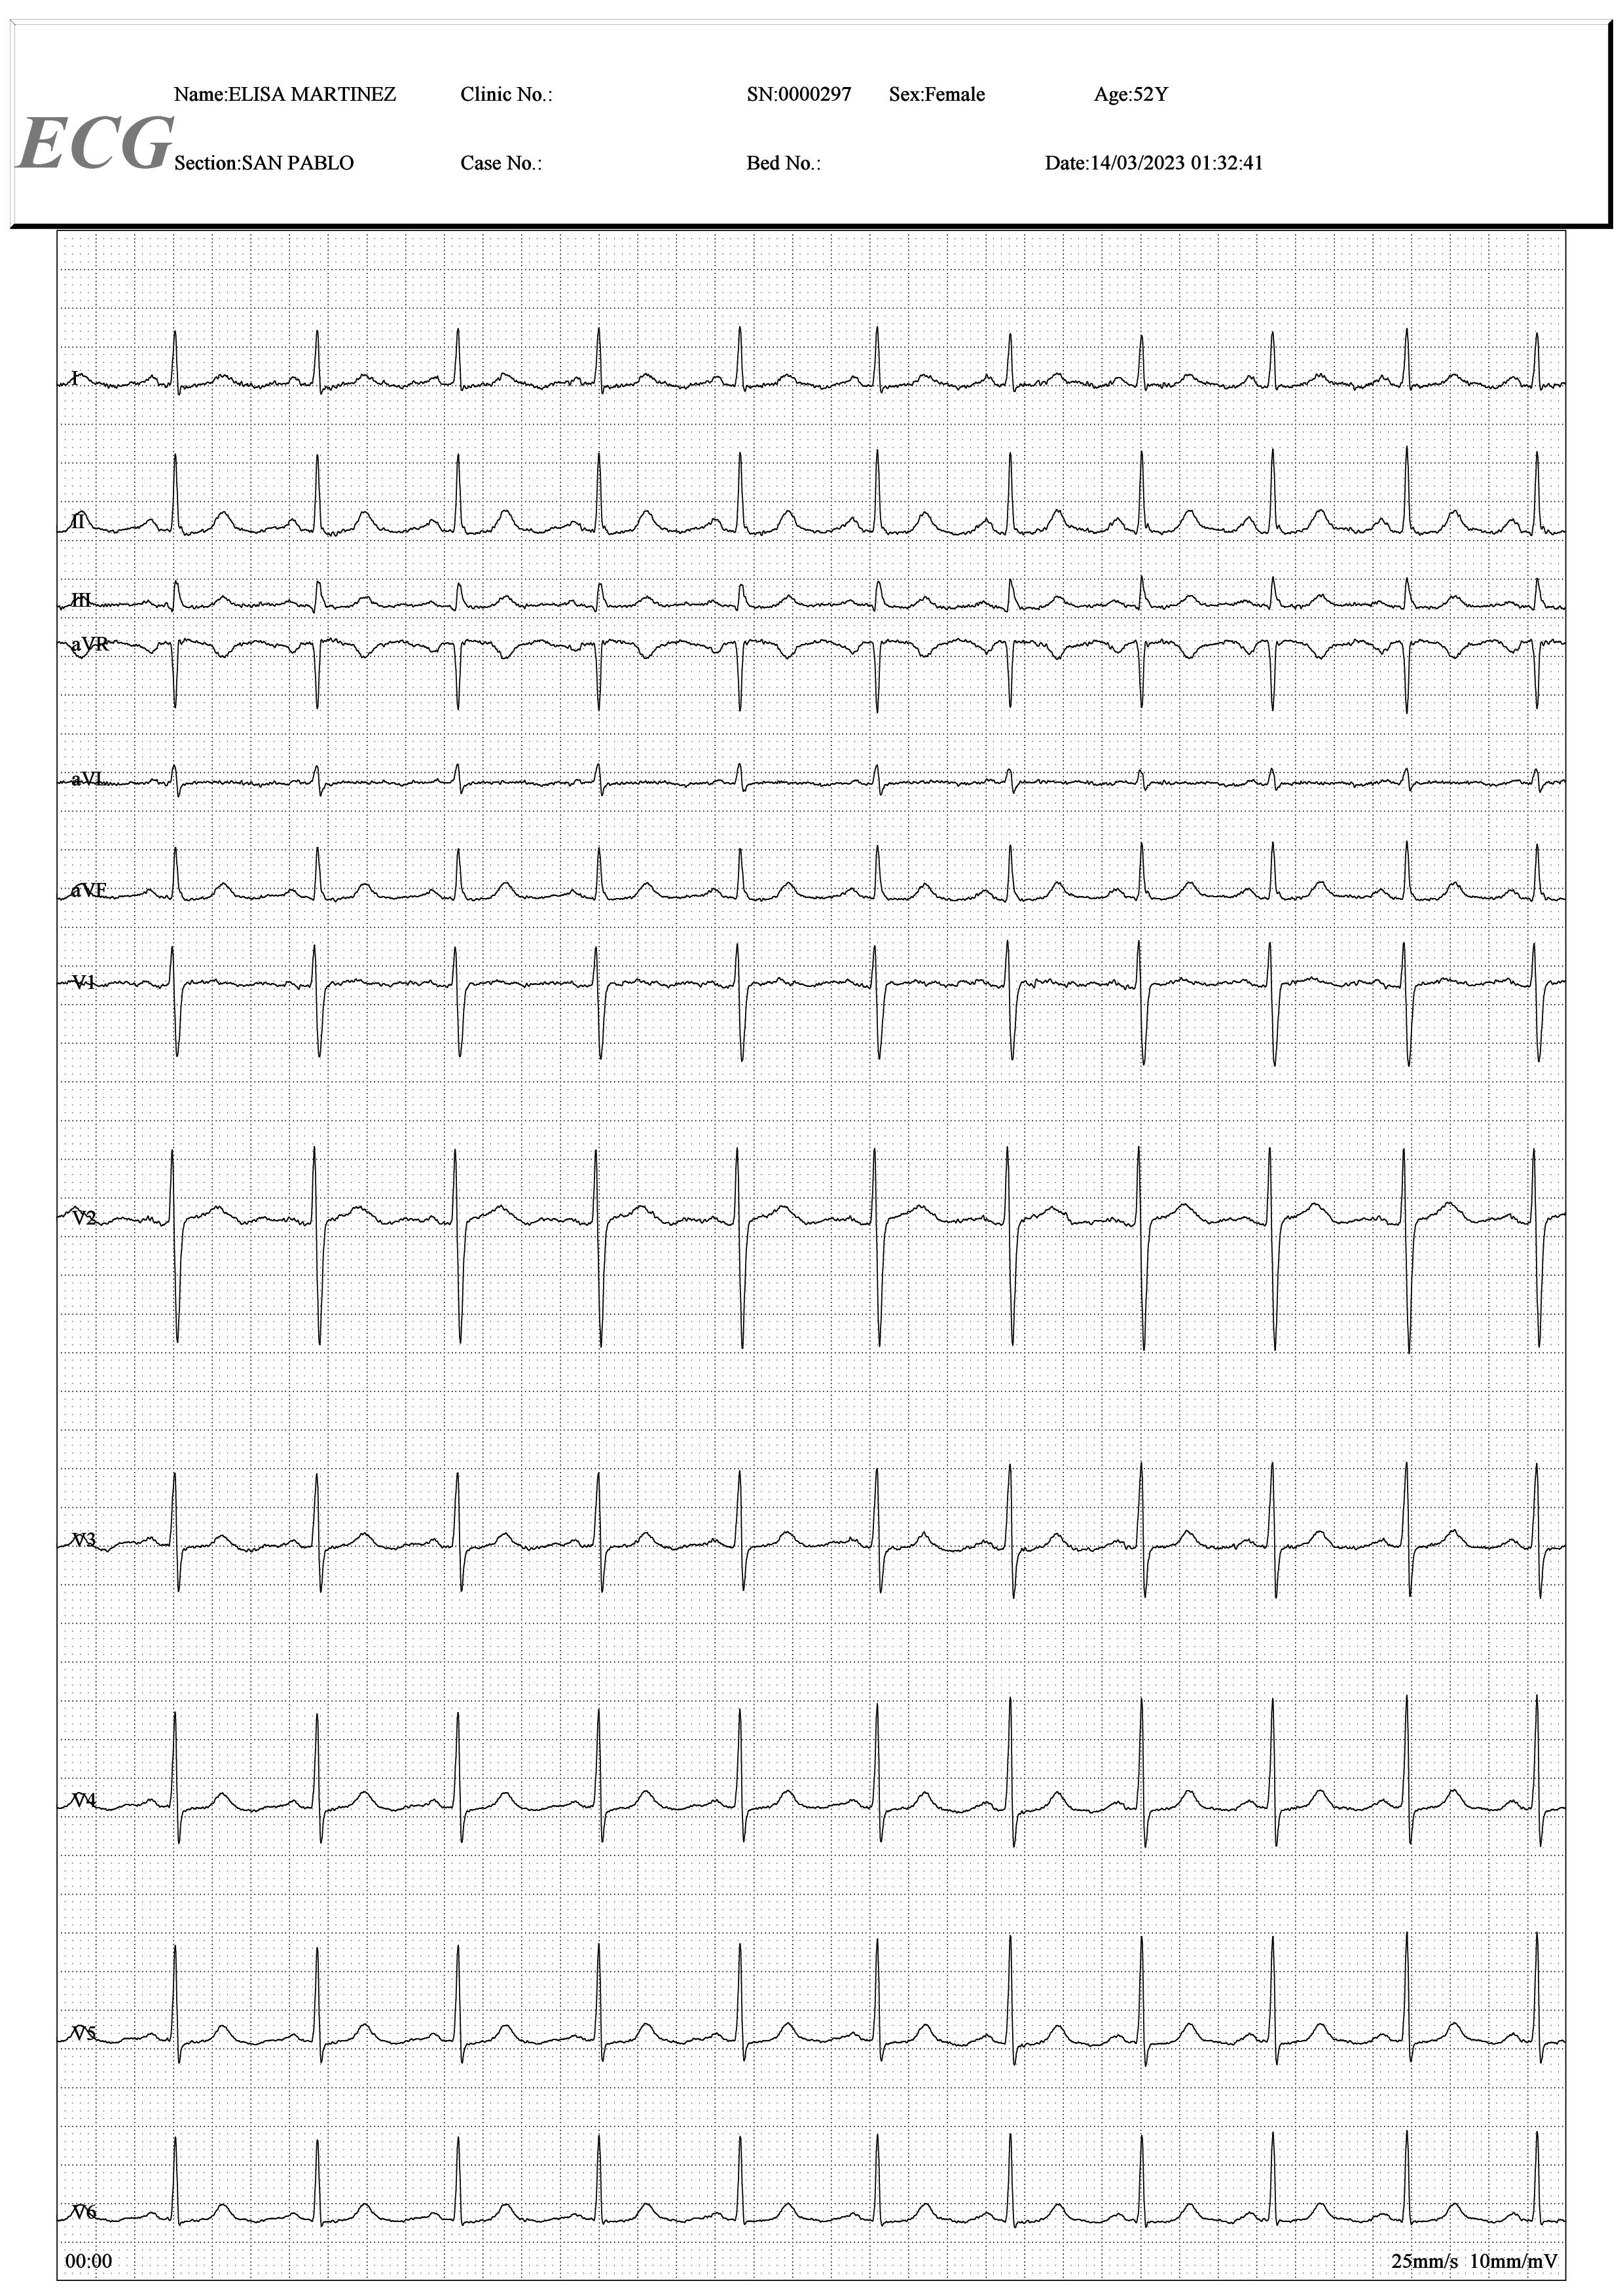 Name:ELISA MARTINEZ Clinic No.: SN:0000297 Sex:Female Age:52Y
ECG
Section:SAN PABLO Case No.: Bed No.: Date:14/03/2023 01:32:41
I
II
III
aVR
aVL
aVF
V1
V2
V3
V4
V5
V6
00:00 25mm/s 10mm/mV